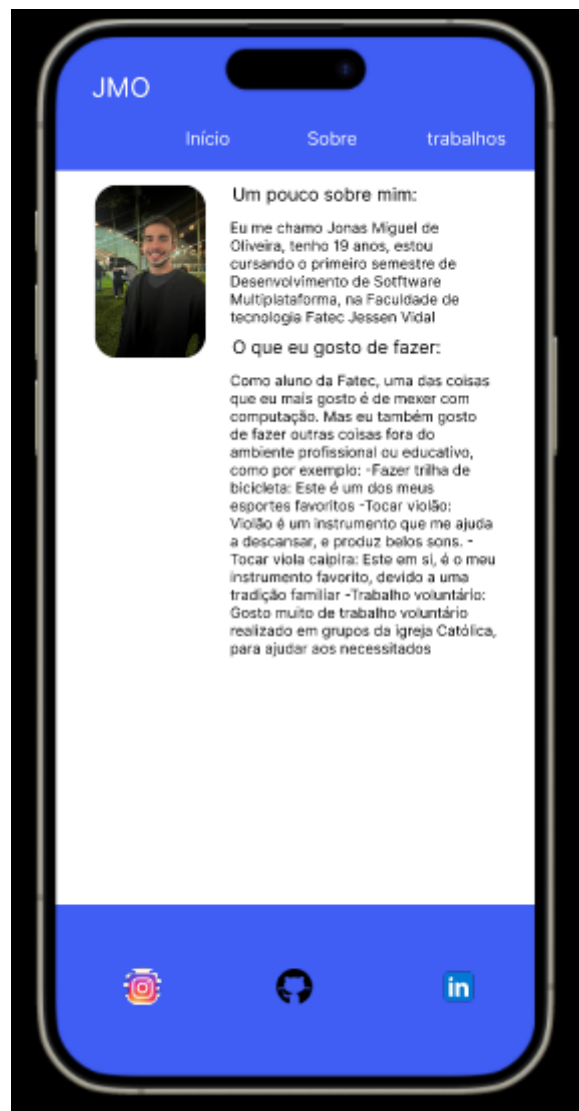 JMO
Início Sobre trabalhos
Um pouco sobre mim:
Eu me chamo Jonas Miguel de
Oliveira, tenho 19 anos, estou
cursando o primeiro semestre de
Desenvolvimento de Sotftware
Multiplataforma, na Faculdade de
tecnologia Fatec Jessen Vidal
O que eu gosto de fazer:
Como aluno da Fatec, uma das coisas
que eu mais gosto é de mexer com
computação. Mas eu também gosto
de fazer outras coisas fora do
ambiente profissional ou educativo,
como por exemplo: -Fazer trilha de
bicicleta: Este é um dos meus
esportes favoritos -Tocar violão:
Violão é um instrumento que me ajuda
a descansar, e produz belos sons. -
Tocar viola caipira: Este em si, é o meu
instrumento favorito, devido a uma
tradição familiar -Trabalho voluntário:
Gosto muito de trabalho voluntário
realizado em grupos da igreja Católica,
para ajudar aos necessitados
in